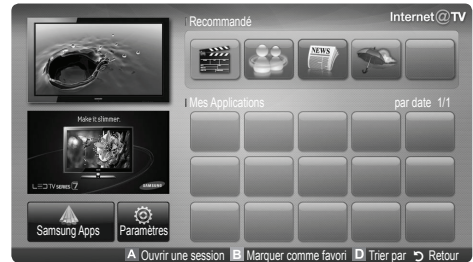 Internet@TV
Recommandé
NEWS
Mes Applications par date 1/1
Make it slimmer.
LED TV SERIES 7 SAMSUNG
Samsung Apps Paramètres
A Ouvrir une session B Marquer comme favori D Trier par Retour